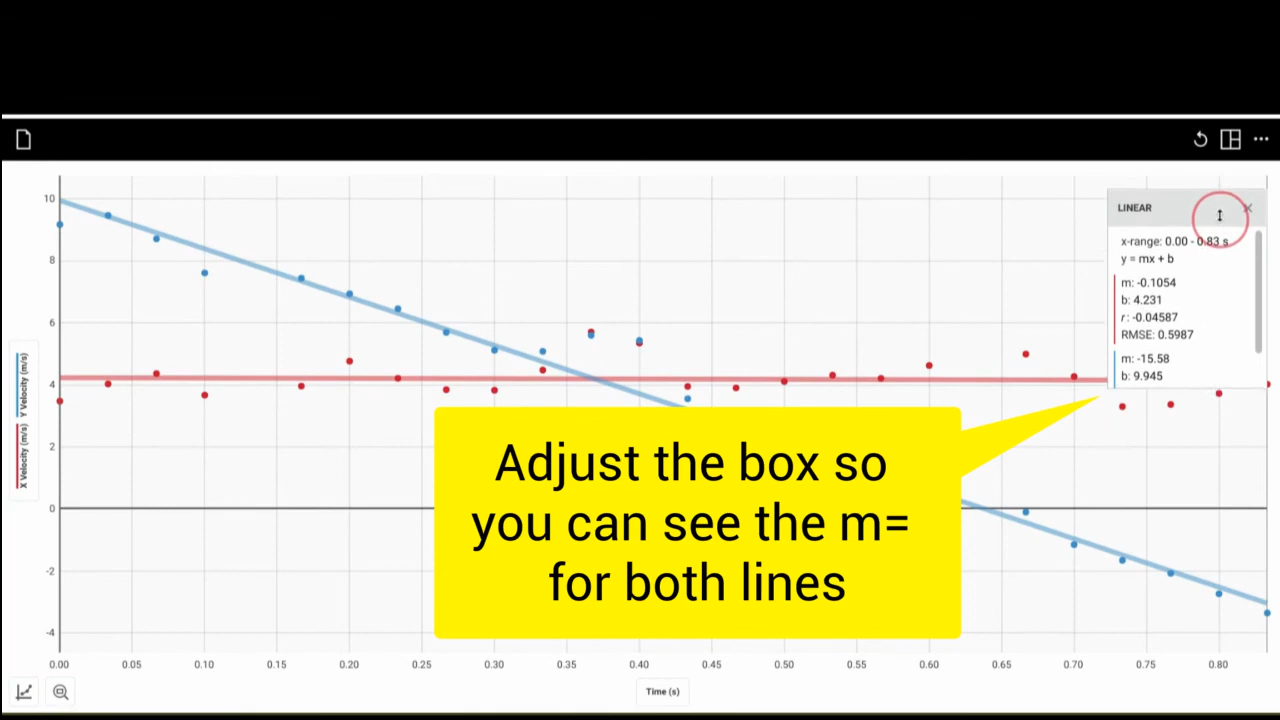 10
8
6
4
2
0
-2
-4
Y Velocity (m/s)
X Velocity (m/s)
LINEAR
x-range: 0.00 - 0.83 s
y = mx + b
m: -0.1054
b: 4.231
r: -0.04587
RMSE: 0.5987
m: -15.58
b: 9.945
Adjust the box so
you can see the m=
for both lines
0.00 0.05 0.10 0.15 0.20 0.25 0.30 0.35 0.40 0.45 0.50 0.55 0.60 0.65 0.70 0.75 0.80
Time (s)